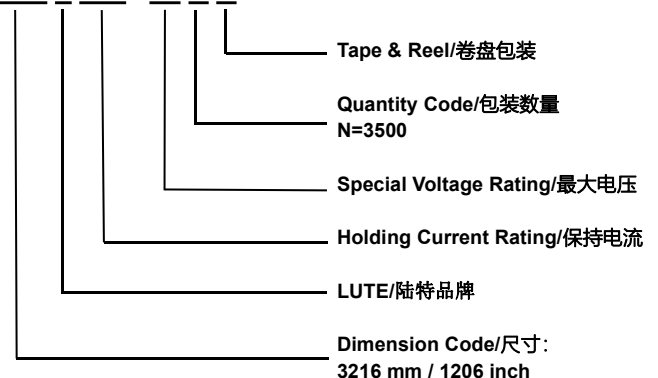 Tape & Reel/卷盘包装
Quantity Code/包装数量
N=3500
Special Voltage Rating/最大电压
Holding Current Rating/保持电流
LUTE/陆特品牌
Dimension Code/尺寸：
3216 mm / 1206 inch